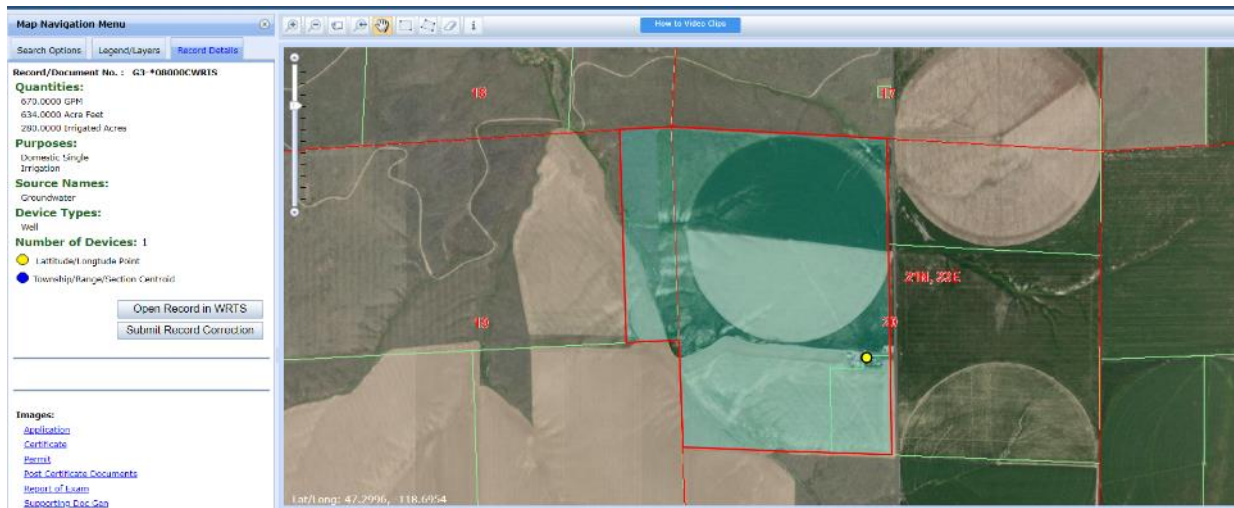 Map Navigation Menu
How to Video Clips
Search Options
Legend/Layers
Record Details
Record/Document No. : G3-*08000CWRIS
Quantities:
670.0000 GPM
634.0000 Acre Feet
280.0000 Irrigated Acres
Purposes:
Domestic Single
Irrigation
Source Names:
Groundwater
Device Types:
Well
Number of Devices: 1
Lattitude/Longtude Point
Township/Range/Section Centroid
Open Record in WRTS
Submit Record Correction
Images:
Application
Certificate
Permit
Post Certificate Documents
Report of Exam
Supporting Doc Gen
18
17
21N, 32E
19
20
Lat/Long: 47.2996, -118.6954